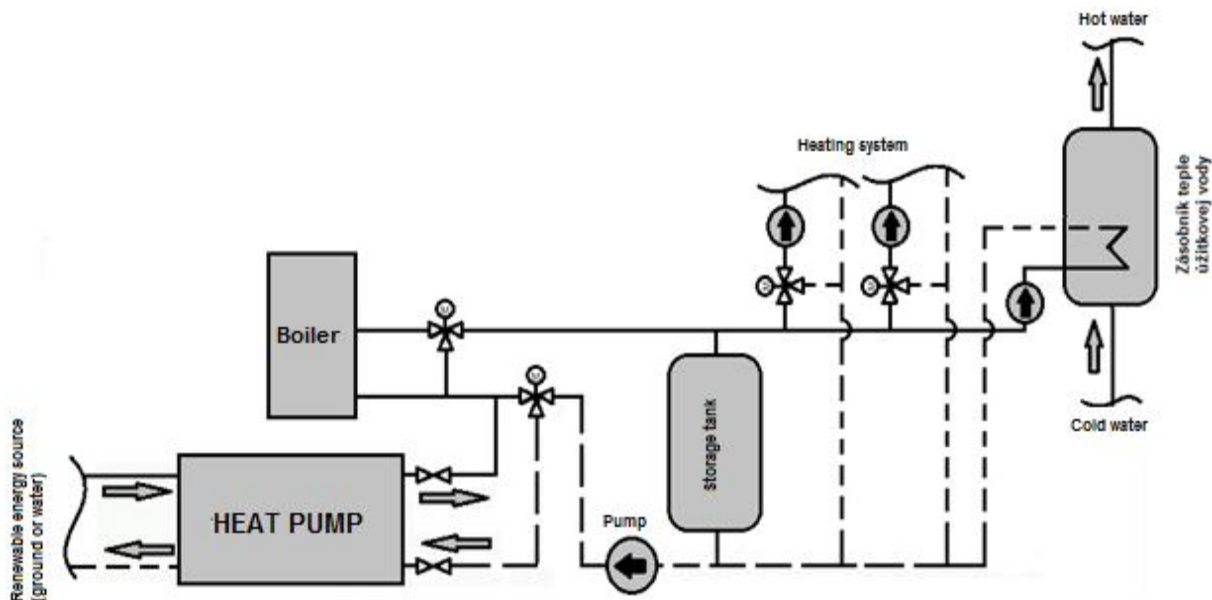 Hot water
Heating system
Zásobník teple
úžitkovej vody
Boiler
storage tank
Cold water
Renewable energy source
(ground or water)
HEAT PUMP
Pump